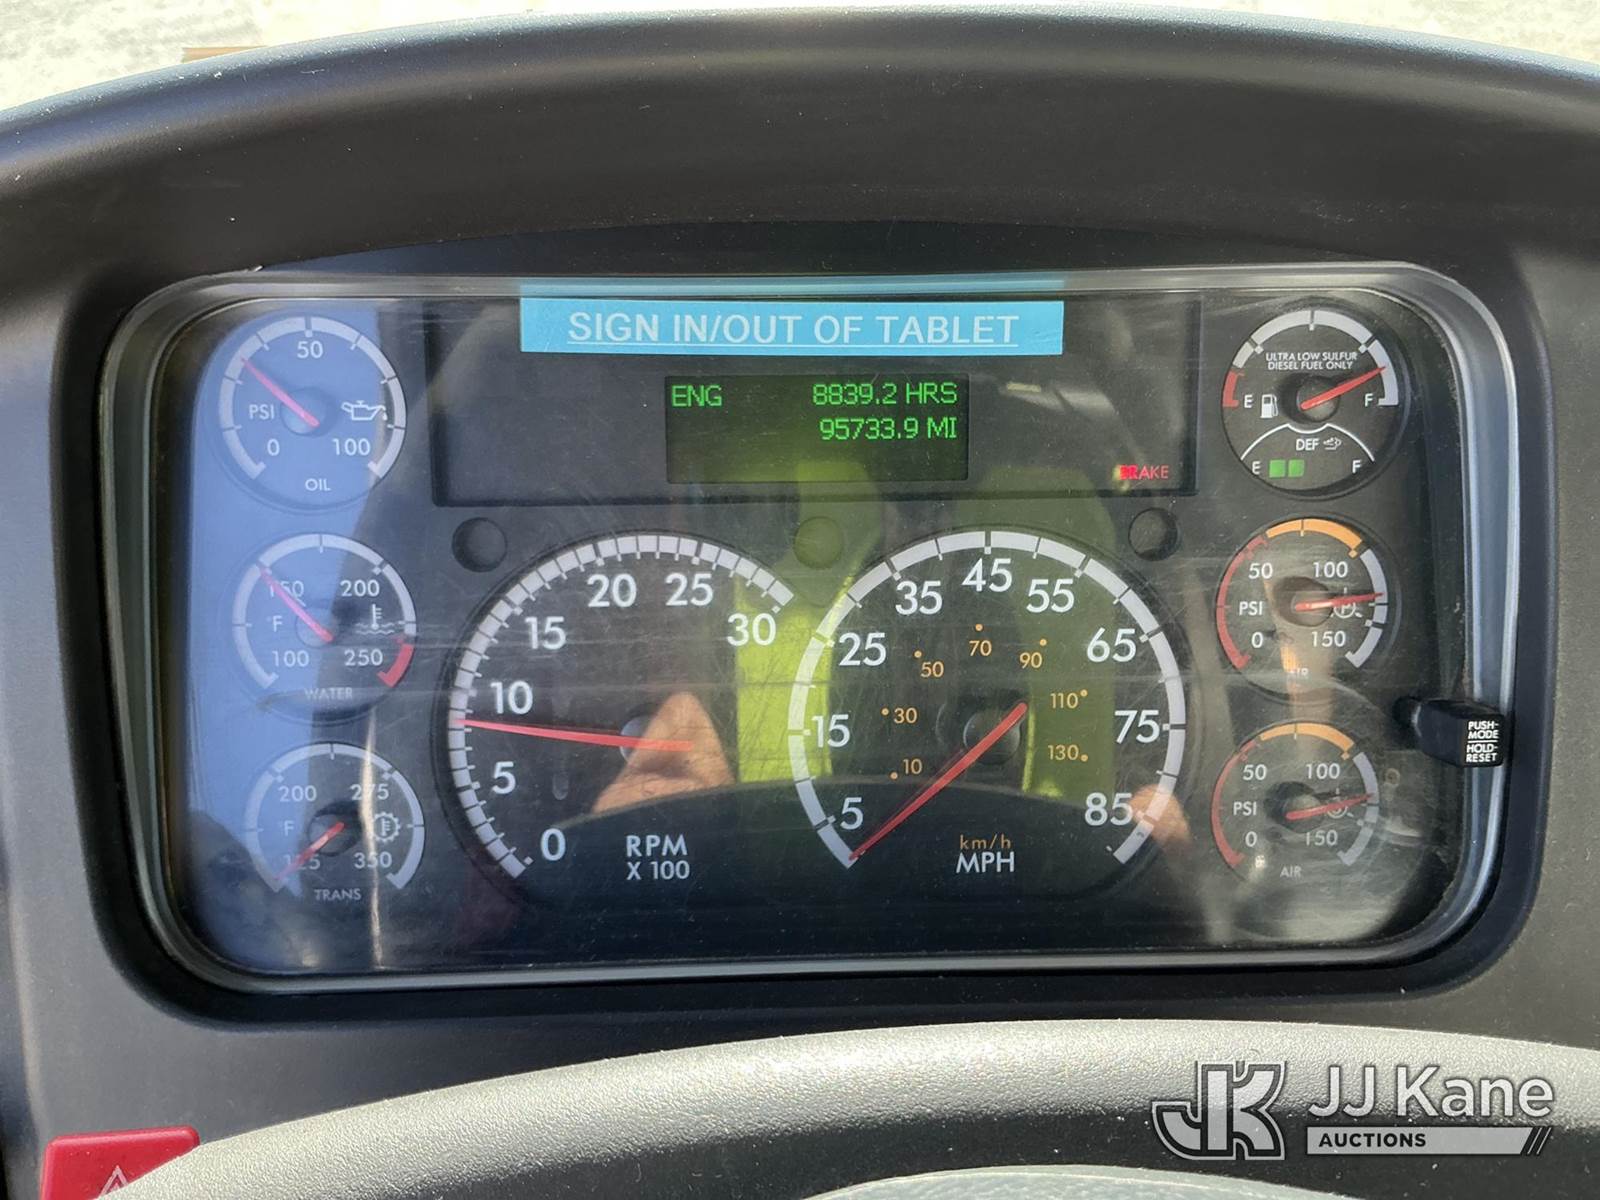 SIGN IN/OUT OF TABLET
ENG 8839.2 HRS
95733.9 MI
BRAKE
50
PSI
0 100
OIL
150 200
F
100 250
WATER
200 275
F
125 350
TRANS
0 5 10 15 20 25 30
RPM
X 100
5 15 25 35 45 55 65 75 85
10 30 50 70 90 110 130
km/h
MPH
ULTRA LOW SULFUR
DIESEL FUEL ONLY
E F
DEF
E F
50 100
PSI
0 150
AIR
50 100
PSI
0 150
AIR
PUSH-
MODE
HOLD-
RESET
JK JJ Kane
AUCTIONS